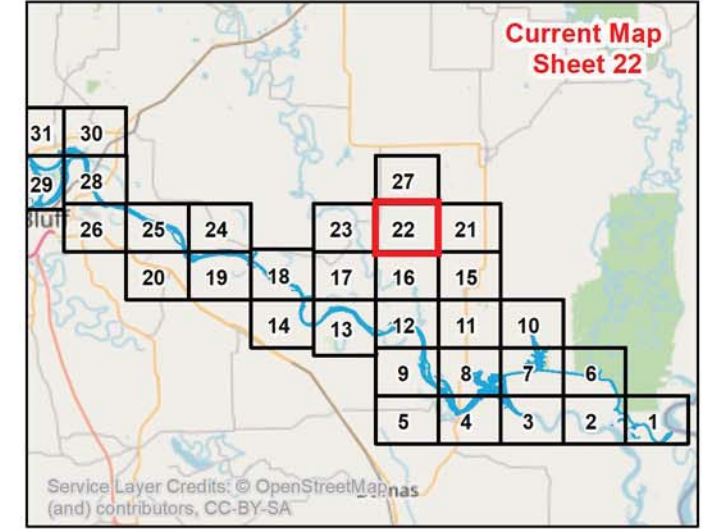 Current Map
Sheet 22
31 30
27
29 28
Bluff
26 25 24 23 22 21
20 19 18 17 16 15
14 13 12 11 10
9 8 7 6
5 4 3 2 1
Service Layer Credits: © OpenStreetMap
(and) contributors, CC-BY-SA